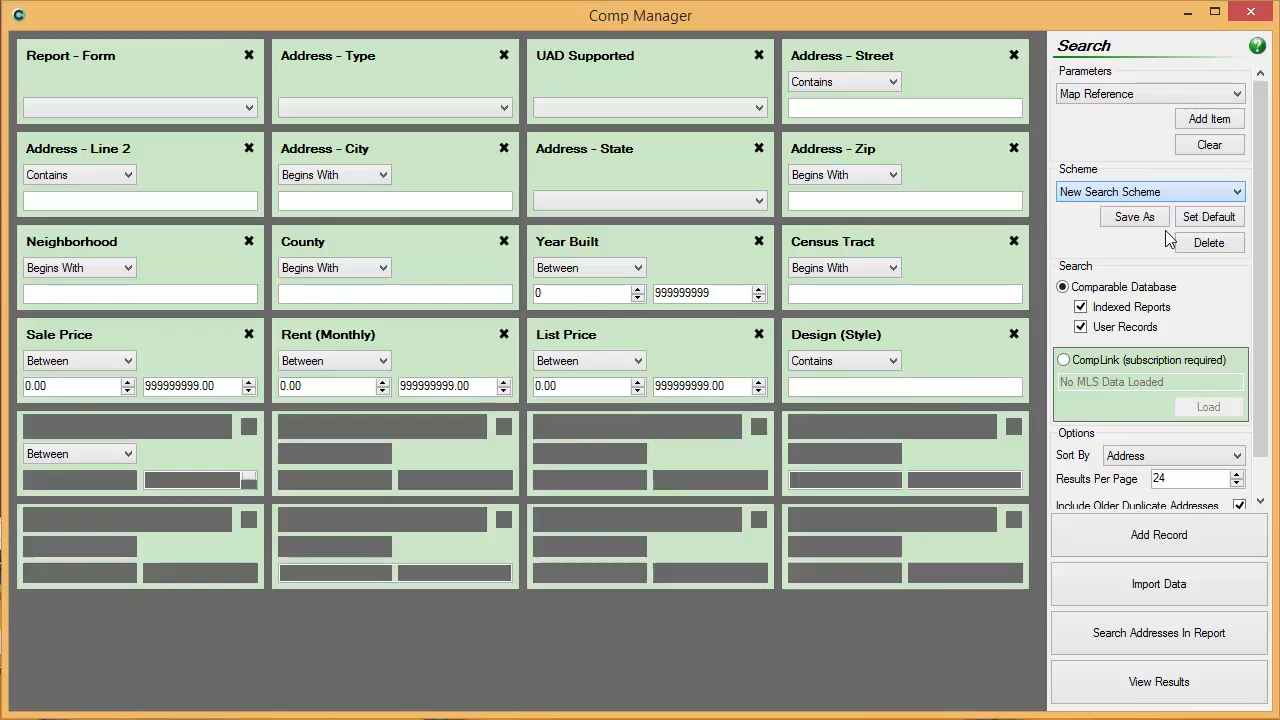 Comp Manager
Report - Form
Address - Type
UAD Supported
Address - Street
Contains
Address - Line 2
Contains
Address - City
Begins With
Address - State
Address - Zip
Begins With
Neighborhood
Begins With
County
Begins With
Year Built
Between
0
999999999
Census Tract
Begins With
Sale Price
Between
0.00
999999999.00
Rent (Monthly)
Between
0.00
999999999.00
List Price
Between
0.00
999999999.00
Design (Style)
Contains
Between
Search
Parameters
Map Reference
Add Item
Clear
Scheme
New Search Scheme
Save As
Set Default
Delete
Search
Comparable Database
Indexed Reports
User Records
CompLink (subscription required)
No MLS Data Loaded
Load
Options
Sort By
Address
Results Per Page
24
Include Older Duplicate Addresses
Add Record
Import Data
Search Addresses In Report
View Results